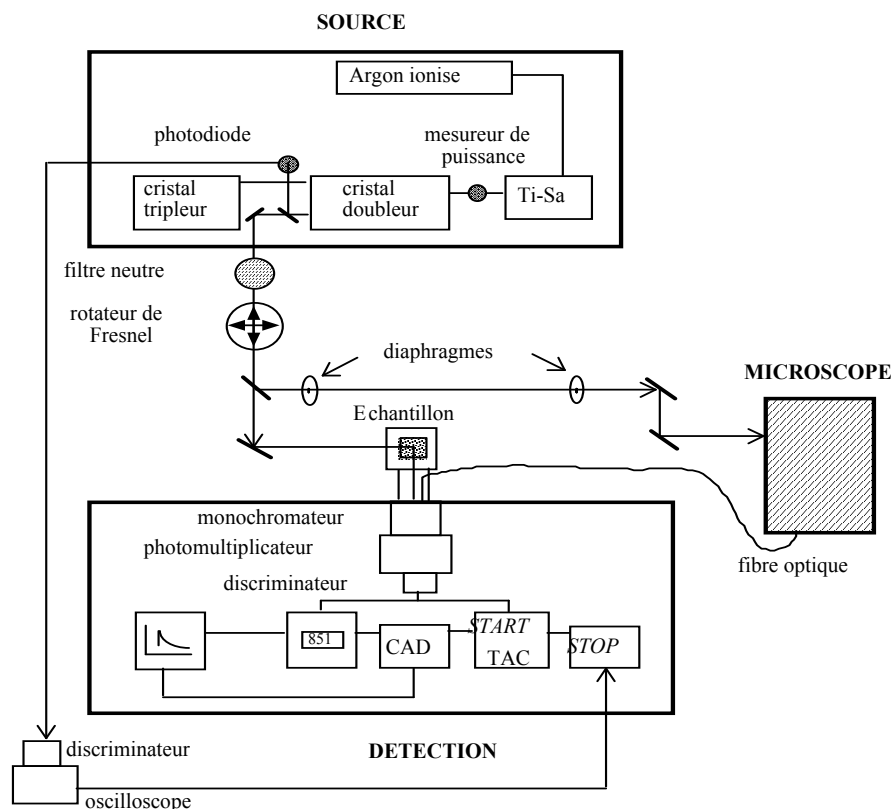 SOURCE
Argon ionise
photodiode
mesureur de
puissance
cristal
tripleur
cristal
doubleur
Ti-Sa
filtre neutre
rotateur de
Fresnel
diaphragmes
MICROSCOPE
Echantillon
monochromateur
photomultiplicateur
fibre optique
discriminateur
851
CAD
START
TAC
STOP
discriminateur
DETECTION
oscilloscope